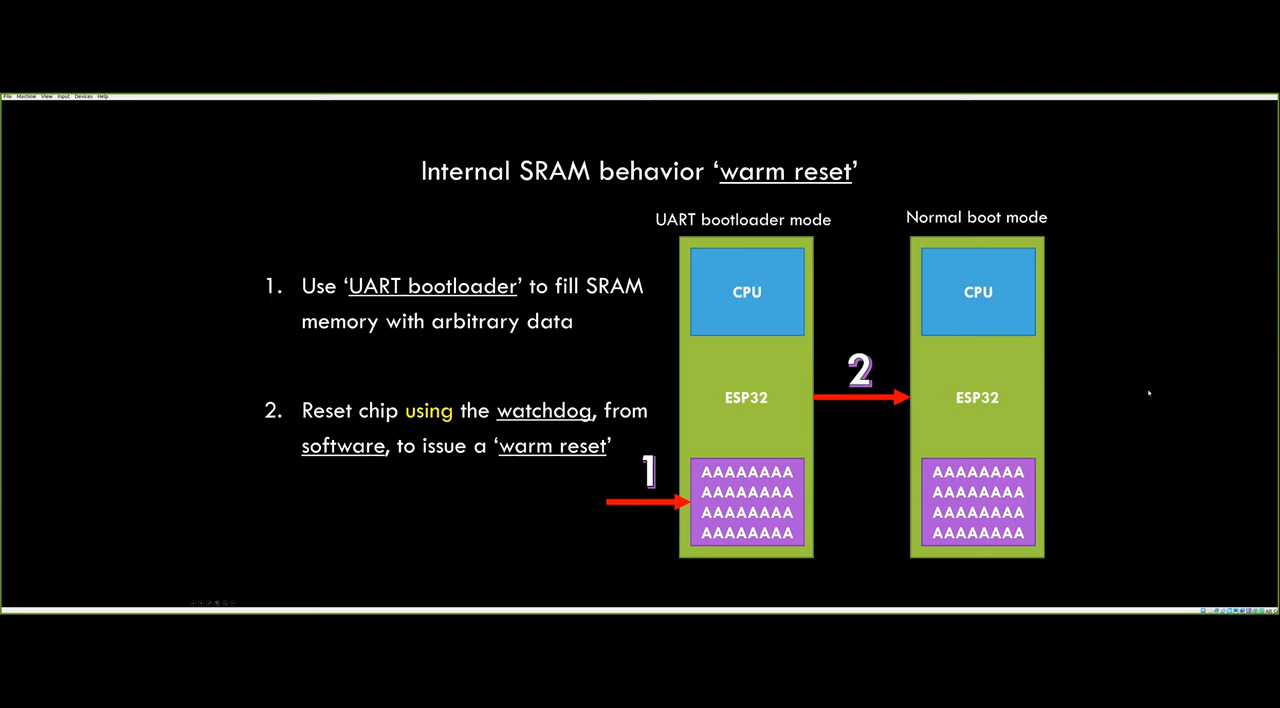 File Machine View Input Devices Help
Internal SRAM behavior ‘warm reset’
UART bootloader mode
Normal boot mode
1. Use ‘UART bootloader’ to fill SRAM
memory with arbitrary data
2. Reset chip using the watchdog, from
software, to issue a ‘warm reset’
CPU
ESP32
1
AAAAAAAA
AAAAAAAA
AAAAAAAA
AAAAAAAA
2
CPU
ESP32
AAAAAAAA
AAAAAAAA
AAAAAAAA
AAAAAAAA